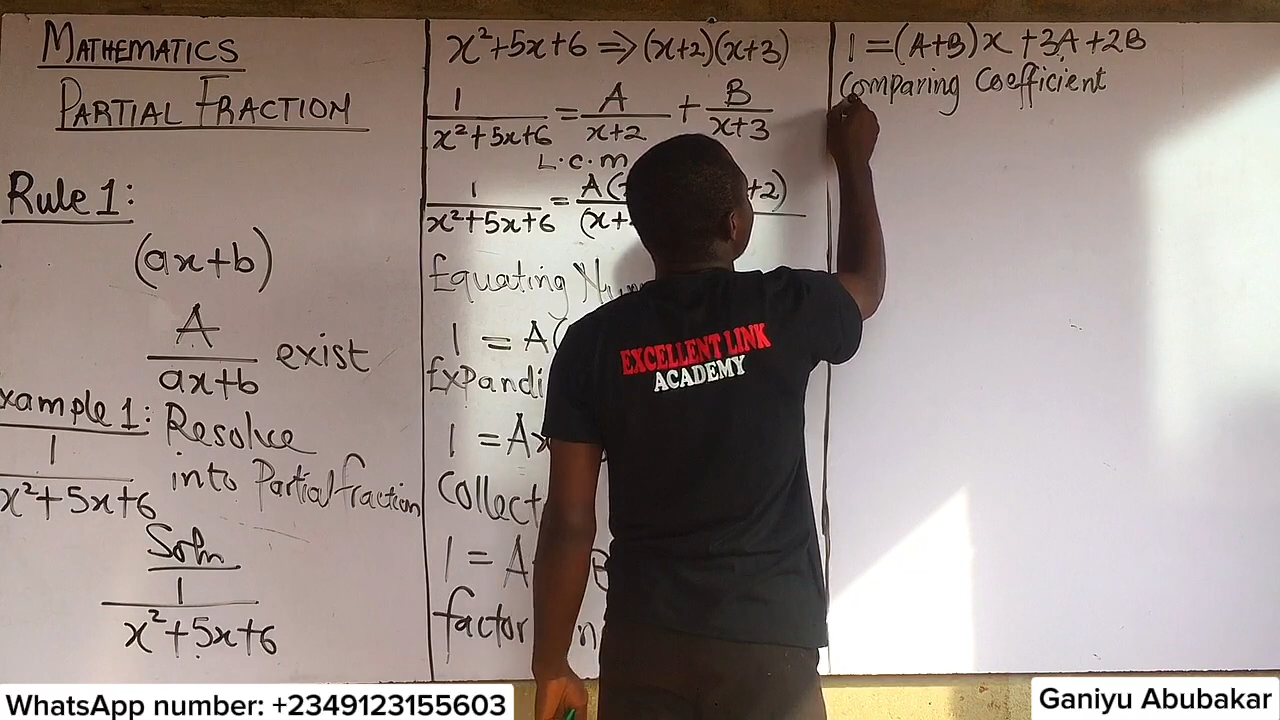 MATHEMATICS
PARTIAL FRACTION
Rule 1:
(ax+b)
A
ax+b
exist
xample 1: Resolve
into Partial fraction
1
x²+5x+6
Soln
1
x²+5x+6
x²+5x+6 => (x+2)(x+3)
1/x²+5x+6 = A/x+2 + B/x+3
L.c.m
1/x²+5x+6 = A( +2)
(x+
Equating
1 = A(
Expandi
1 = Ax
Collect
1 = A
factor
1 = (A+B)x + 3A + 2B
Comparing Coefficient
EXCELLENT LINK
ACADEMY
WhatsApp number: +2349123155603
Ganiyu Abubakar